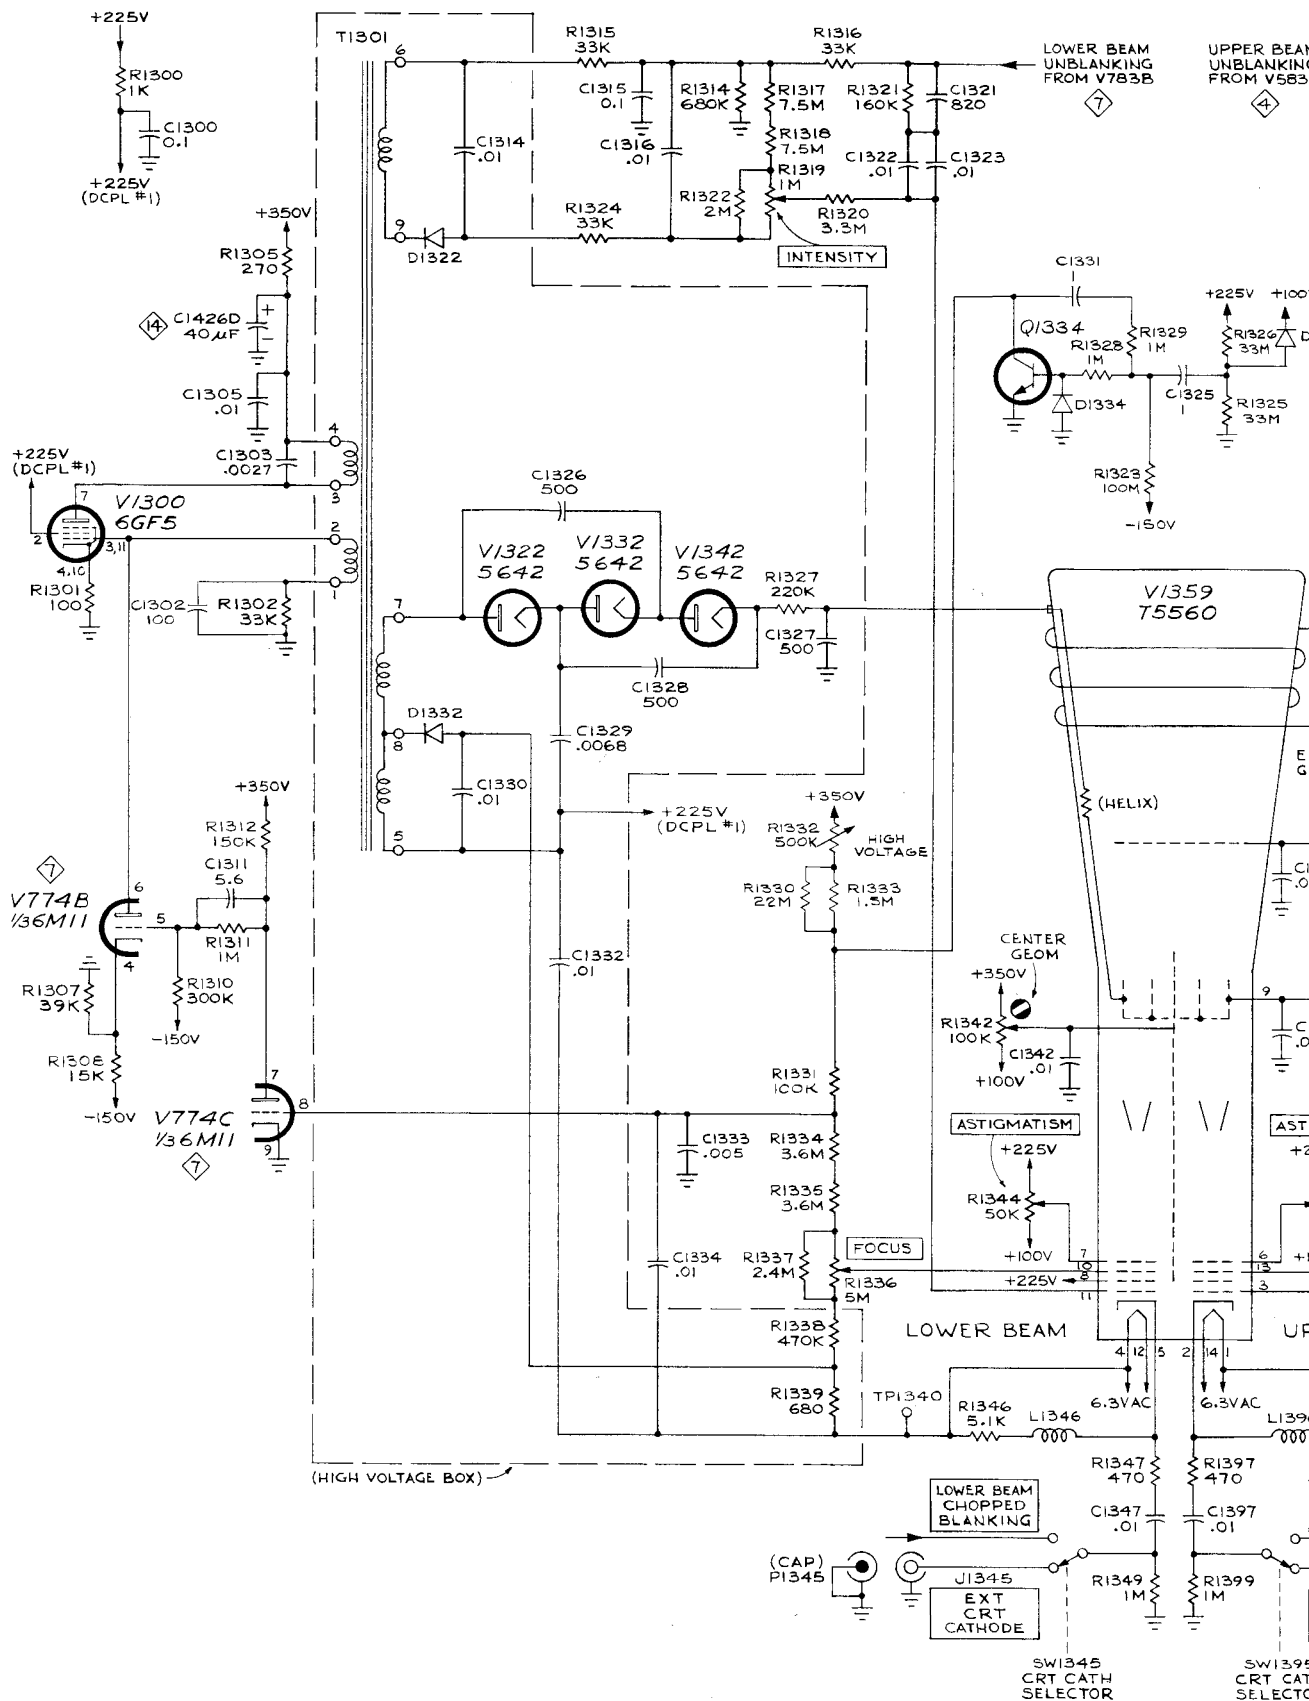 +225V
R1300
1K
C1300
0.1
+225V
(DCPL #1)
T1301
6
9
R1315
33K
R1316
33K
C1315
0.1
R1314
680K
R1317
7.5M
R1318
7.5M
R1321
160K
C1321
820
C1314
.01
C1316
.01
R1319
1M
R1322
2M
C1322
.01
C1323
.01
R1320
3.3M
R1324
33K
D1322
INTENSITY
LOWER BEAM
UNBLANKING
FROM V783B
7
UPPER BEAM
UNBLANKING
FROM V583
4
+350V
R1305
270
14
C1426D
40µF
+
-
C1305
.01
C1303
.0027
4
3
2
1
+225V
(DCPL #1)
7
V1300
6GF5
2
3,11
4,10
R1301
100
C1302
100
R1302
33K
C1331
1
Q1334
R1328
1M
R1329
1M
+225V
+100V
R1326
33M
D
D1334
C1325
1
R1325
33M
R1323
100M
-150V
C1326
500
V1322
5642
V1332
5642
V1342
5642
R1327
220K
C1327
500
C1328
500
7
8
5
D1332
C1330
.01
C1329
.0068
+225V
(DCPL #1)
V1359
T5560
(HELIX)
E
G
+350V
R1332
500K
HIGH
VOLTAGE
R1330
22M
R1333
1.5M
C1332
.01
+350V
R1312
150K
C1311
5.6
R1311
1M
7
V774B
1/3 6M11
6
5
4
R1307
39K
R1310
300K
-150V
R1308
15K
-150V
V774C
1/3 6M11
7
7
8
9
CENTER
GEOM
+350V
R1342
100K
C1342
.01
+100V
9
R1331
100K
C1333
.005
R1334
3.6M
R1335
3.6M
C1334
.01
R1337
2.4M
FOCUS
R1336
5M
R1338
470K
R1339
680
ASTIGMATISM
+225V
R1344
50K
+100V
+225V
7
10
8
11
6
13
3
AST
LOWER BEAM
4 12 5
2 14 1
6.3VAC
6.3VAC
TP1340
R1346
5.1K
L1346
L1396
(HIGH VOLTAGE BOX)
R1347
470
R1397
470
C1347
.01
C1397
.01
LOWER BEAM
CHOPPED
BLANKING
(CAP)
P1345
J1345
EXT
CRT
CATHODE
R1349
1M
R1399
1M
SW1345
CRT CATH
SELECTOR
SW1395
CRT CAT
SELECTO